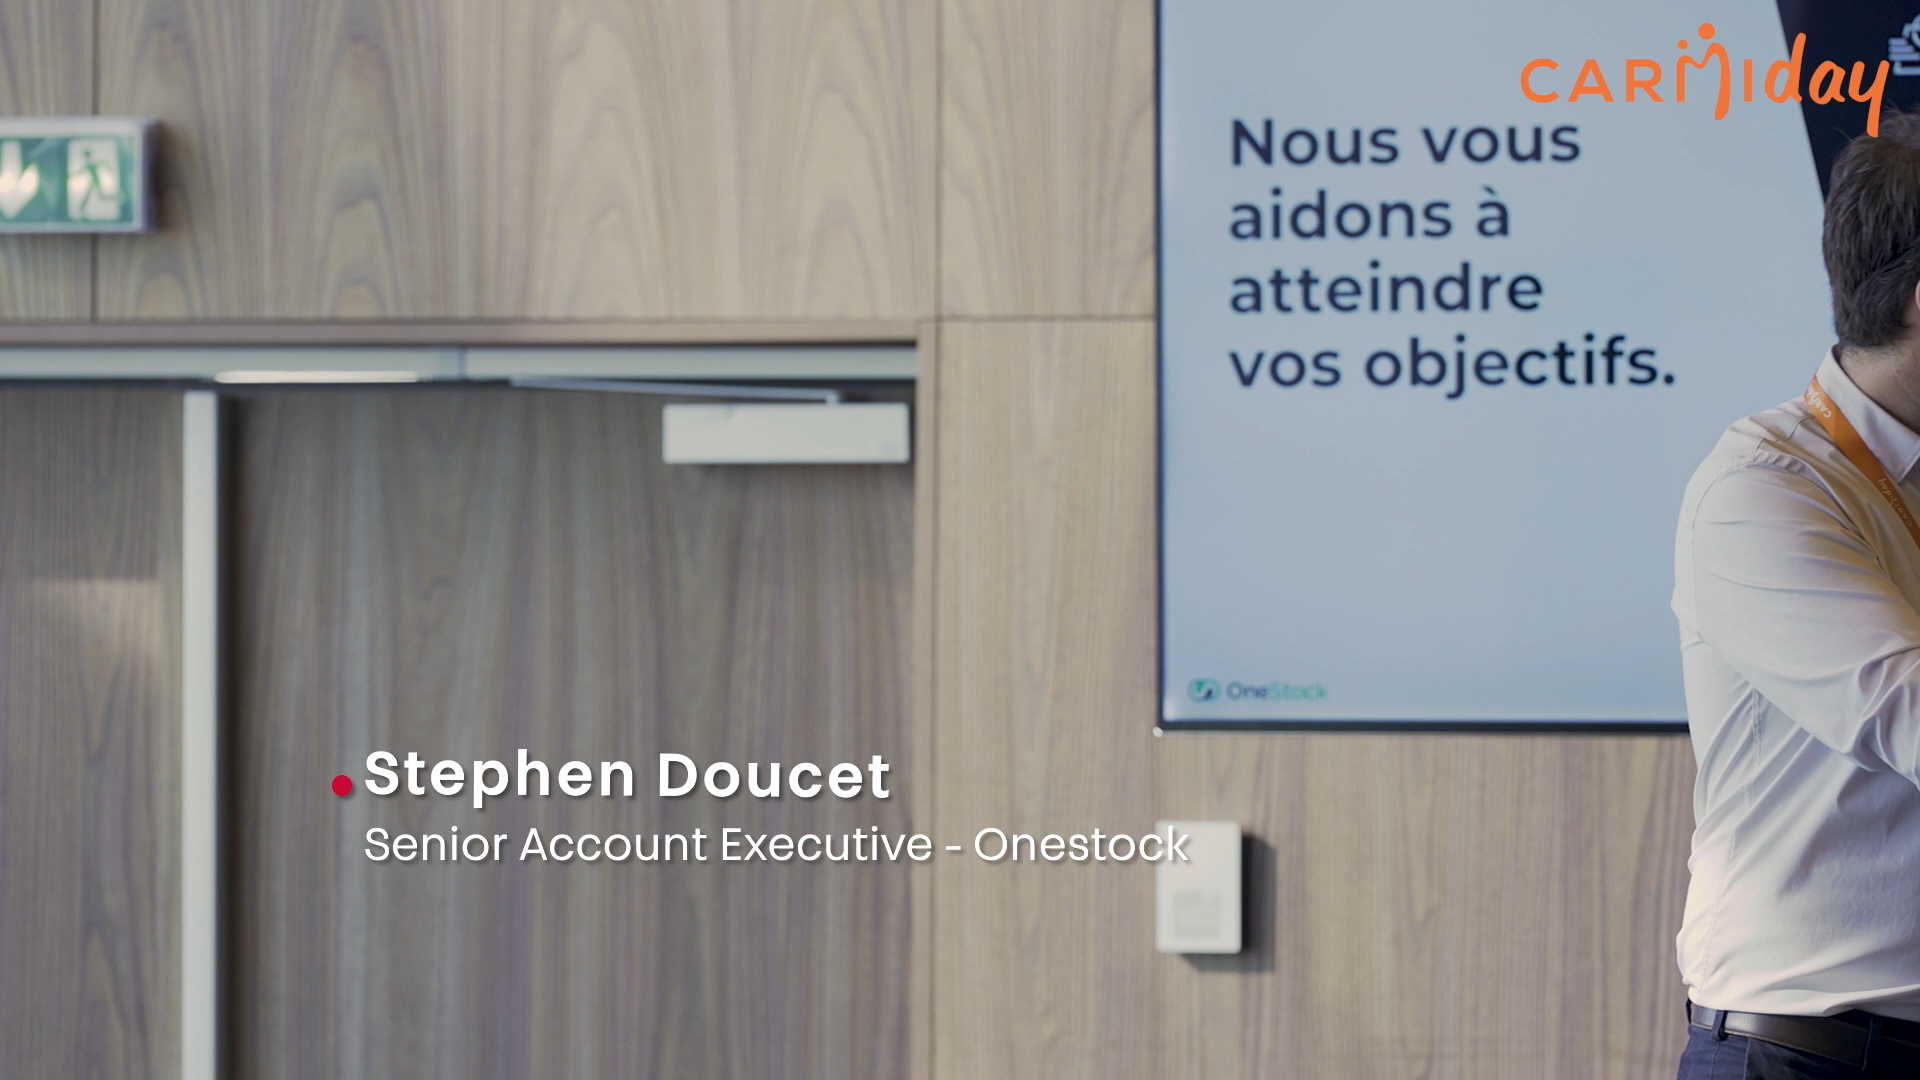 CARMIday
Nous vous
aidons à
atteindre
vos objectifs.
OneStock
Stephen Doucet
Senior Account Executive - Onestock